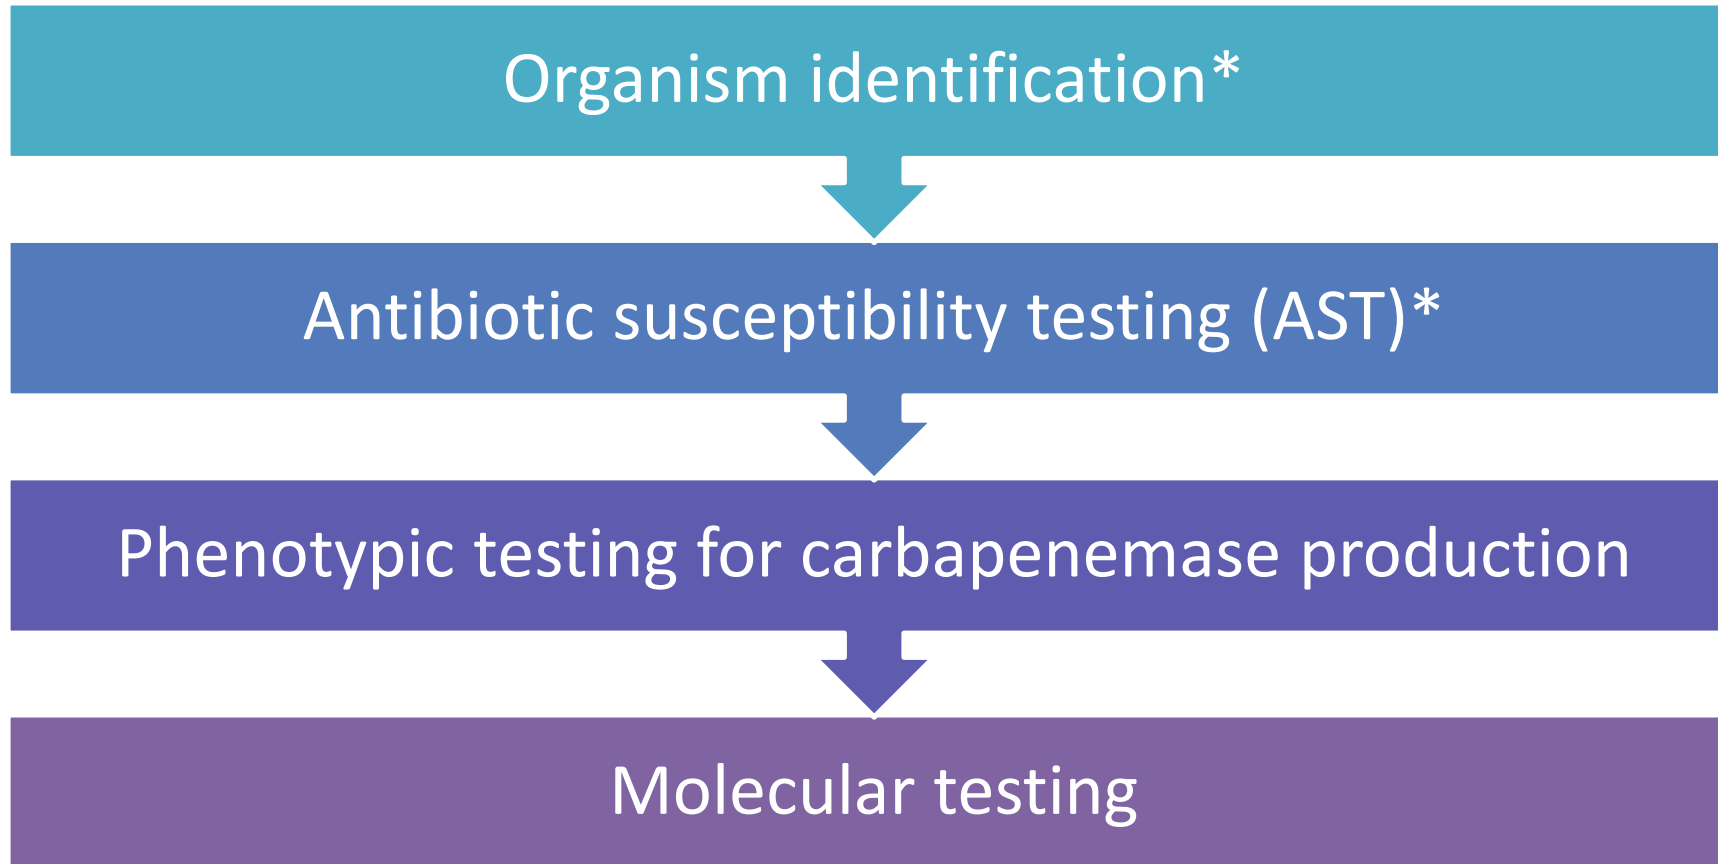 Organism identification*
Antibiotic susceptibility testing (AST)*
Phenotypic testing for carbapenemase production
Molecular testing